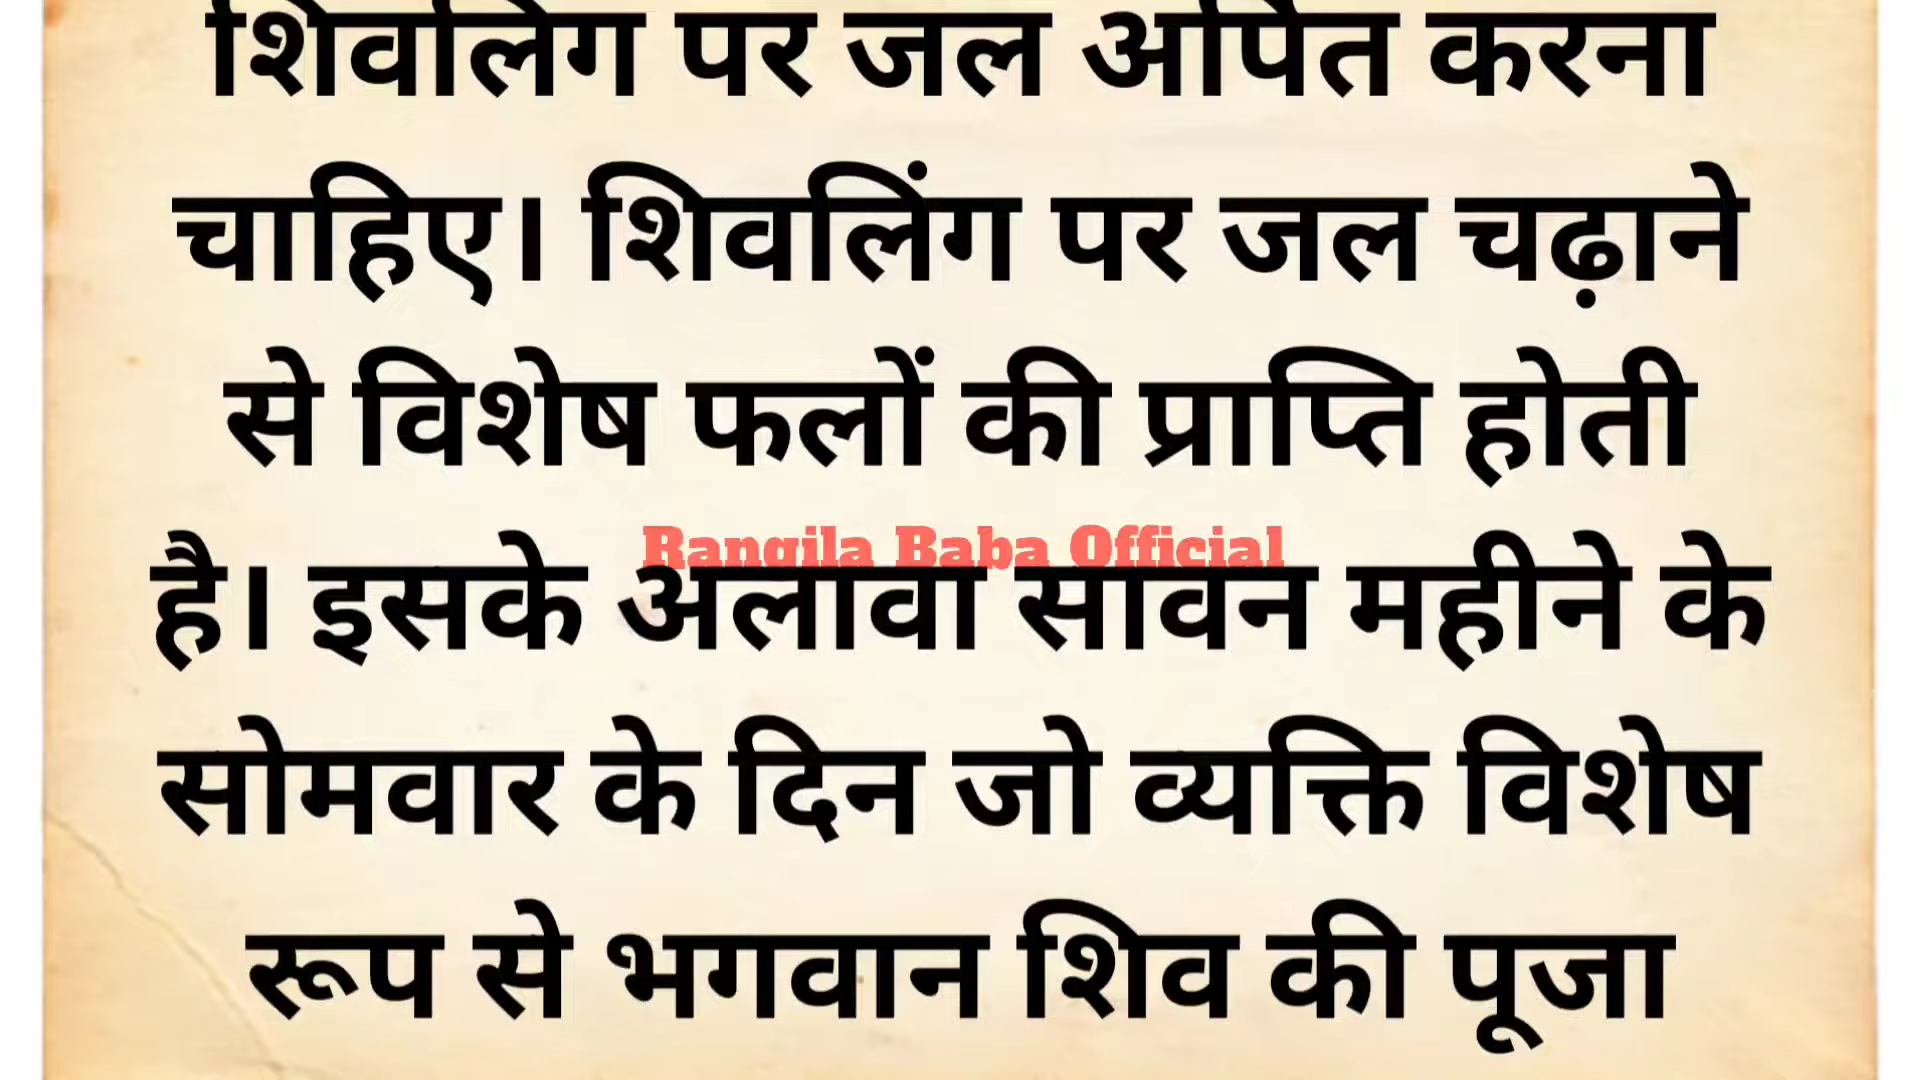 शिवलिंग पर जल अर्पित करना
चाहिए। शिवलिंग पर जल चढ़ाने
से विशेष फलों की प्राप्ति होती
Rangila Baba Official
है। इसके अलावा सावन महीने के
सोमवार के दिन जो व्यक्ति विशेष
रूप से भगवान शिव की पूजा